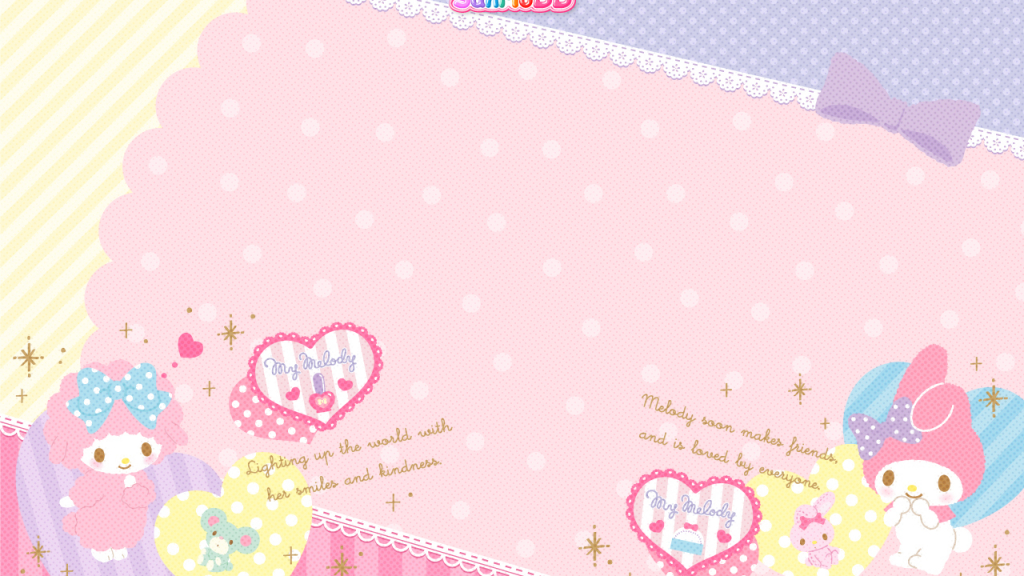 My Melody
Lighting up the world with
her smiles and kindness.
Melody soon makes friends,
and is loved by everyone.
My Melody